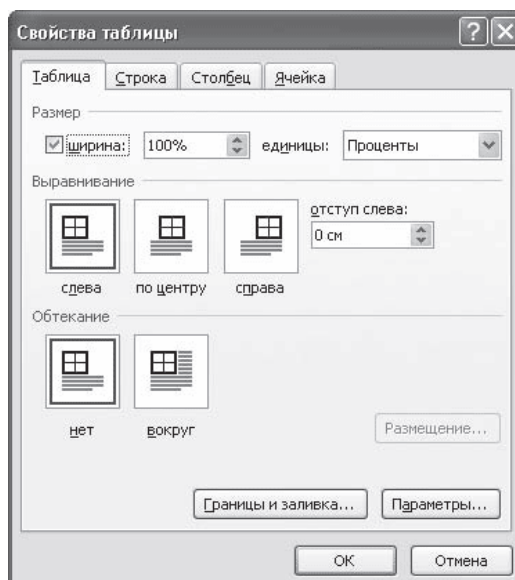 Свойства таблицы
Таблица Строка Столбец Ячейка
Размер
ширина: 100% единицы: Проценты
Выравнивание
отступ слева:
0 см
слева по центру справа
Обтекание
нет вокруг
Размещение...
Границы и заливка... Параметры...
ОК Отмена